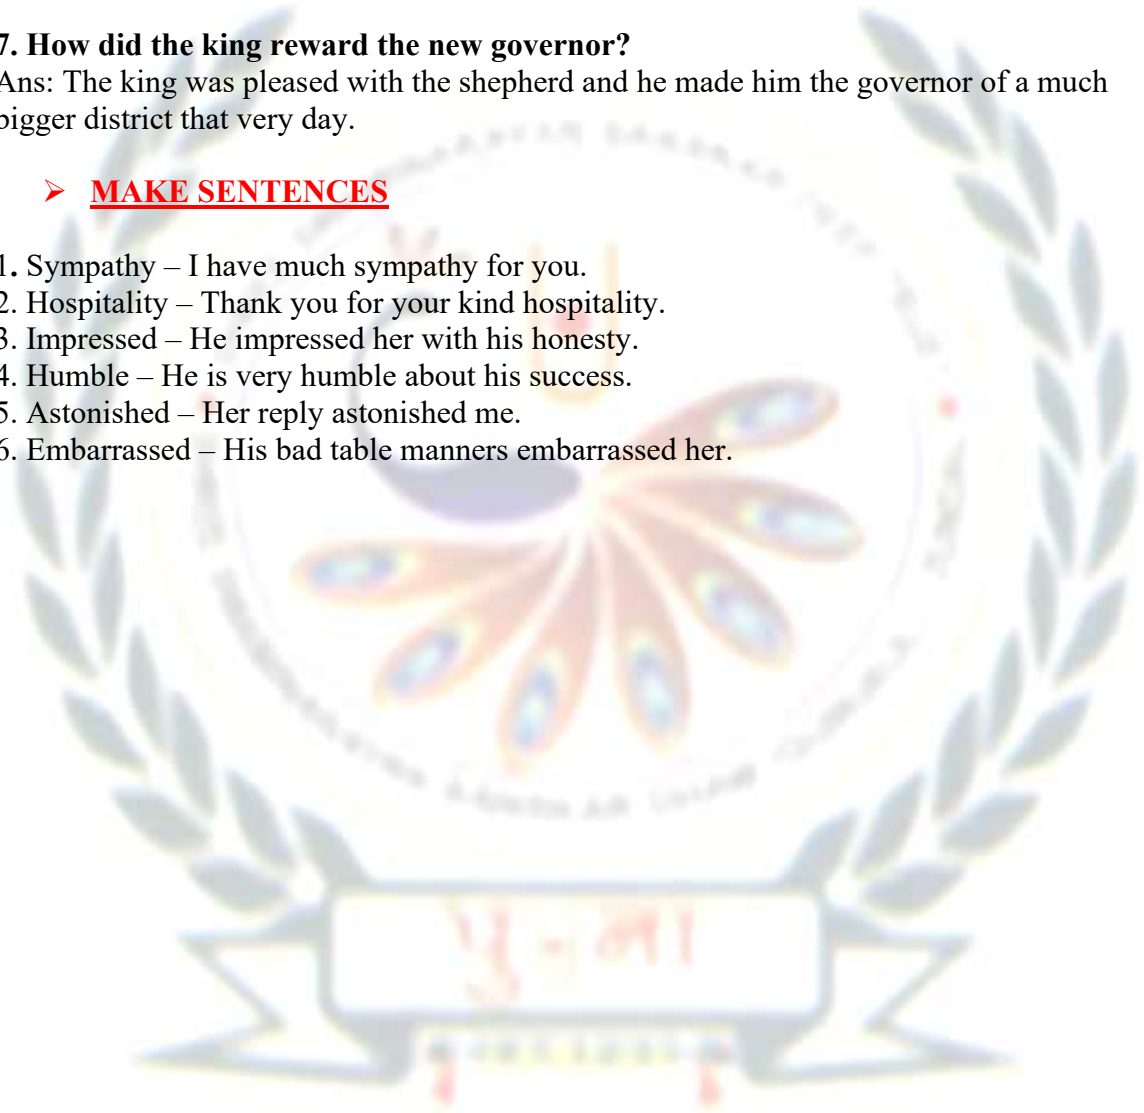 7. How did the king reward the new governor?
Ans: The king was pleased with the shepherd and he made him the governor of a much
bigger district that very day.
➢ MAKE SENTENCES
1. Sympathy – I have much sympathy for you.
2. Hospitality – Thank you for your kind hospitality.
3. Impressed – He impressed her with his honesty.
4. Humble – He is very humble about his success.
5. Astonished – Her reply astonished me.
6. Embarrassed – His bad table manners embarrassed her.
પુ - ના